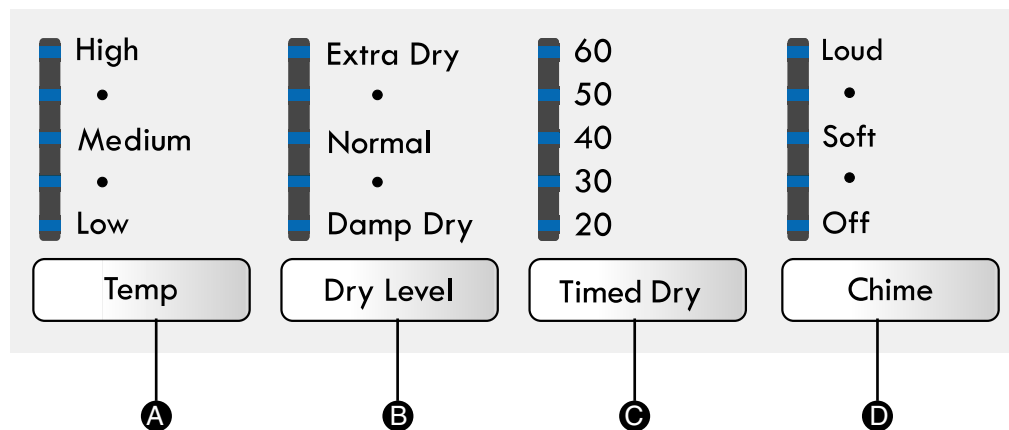 High
•
Medium
•
Low
Temp
A
Extra Dry
•
Normal
•
Damp Dry
Dry Level
B
60
50
40
30
20
Timed Dry
C
Loud
•
Soft
•
Off
Chime
D